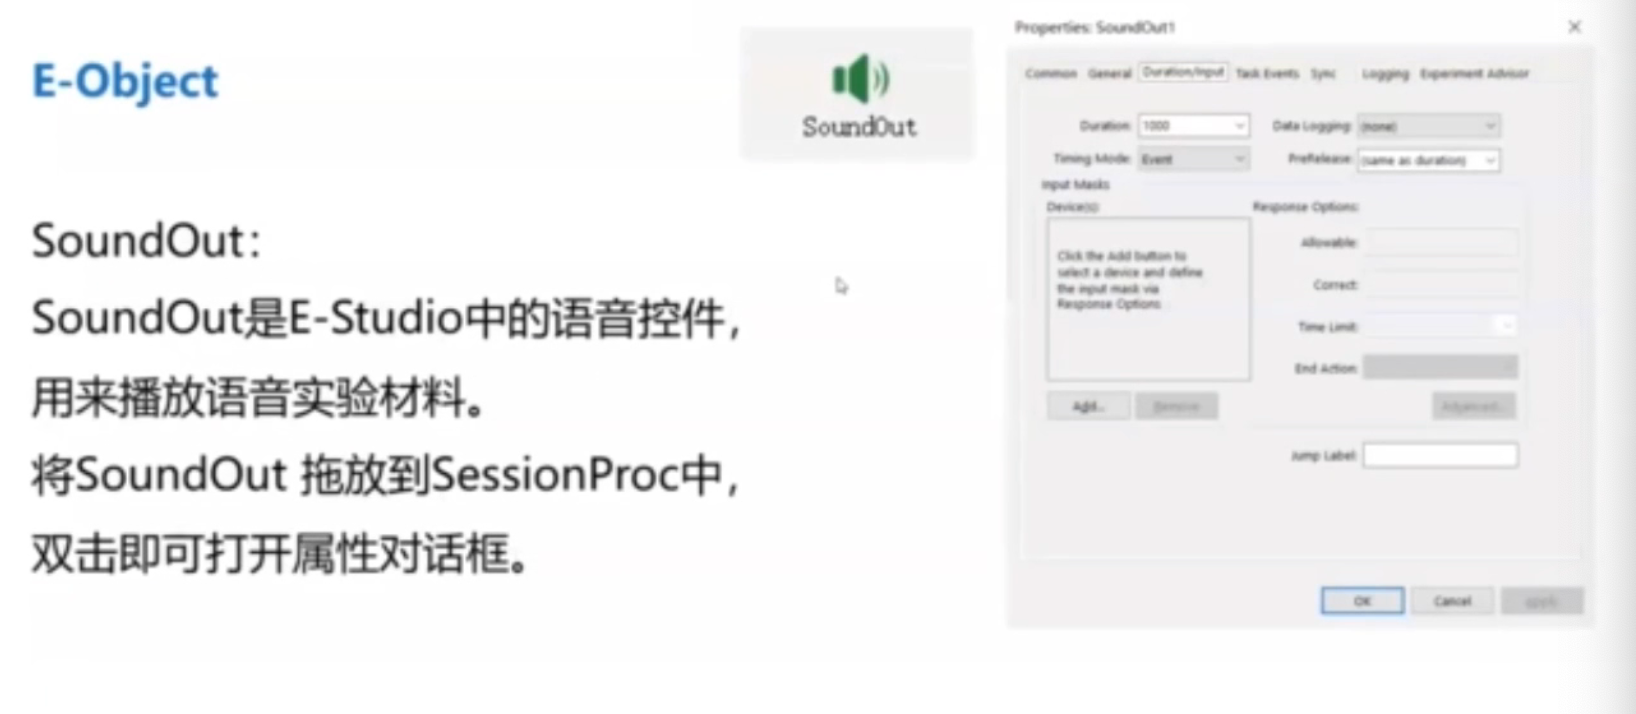 E-Object
SoundOut
SoundOut：
SoundOut是E-Studio中的语音控件，
用来播放语音实验材料。
将SoundOut 拖放到SessionProc中，
双击即可打开属性对话框。
Properties: SoundOut1
Common General Duration/Input Task Events Sync Logging Experiment Advisor
Duration: 1000 Data Logging: (none)
Timing Mode: Event PreRelease: (same as duration)
Input Masks
Device(s): Response Options:
Click the Add button to
select a device and define
the input mask via
Response Options
Allowable:
Correct:
Time Limit:
End Action:
Add... Remove Advanced...
Jump Label:
OK Cancel Apply